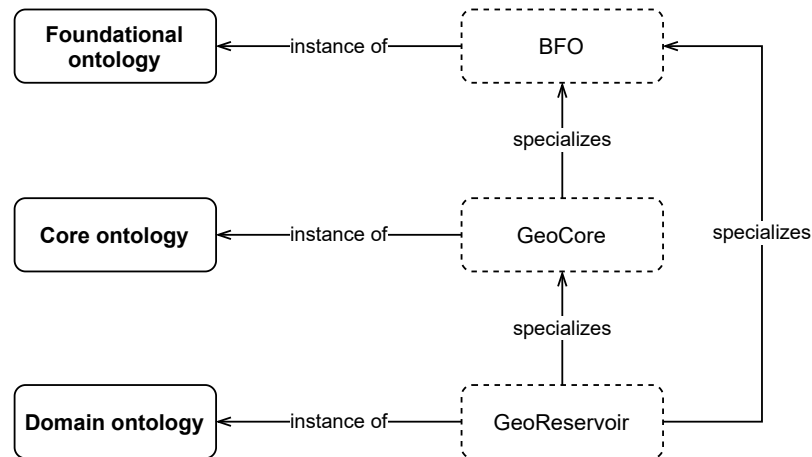 Foundational
ontology
instance of
BFO
specializes
Core ontology
instance of
GeoCore
specializes
specializes
Domain ontology
instance of
GeoReservoir